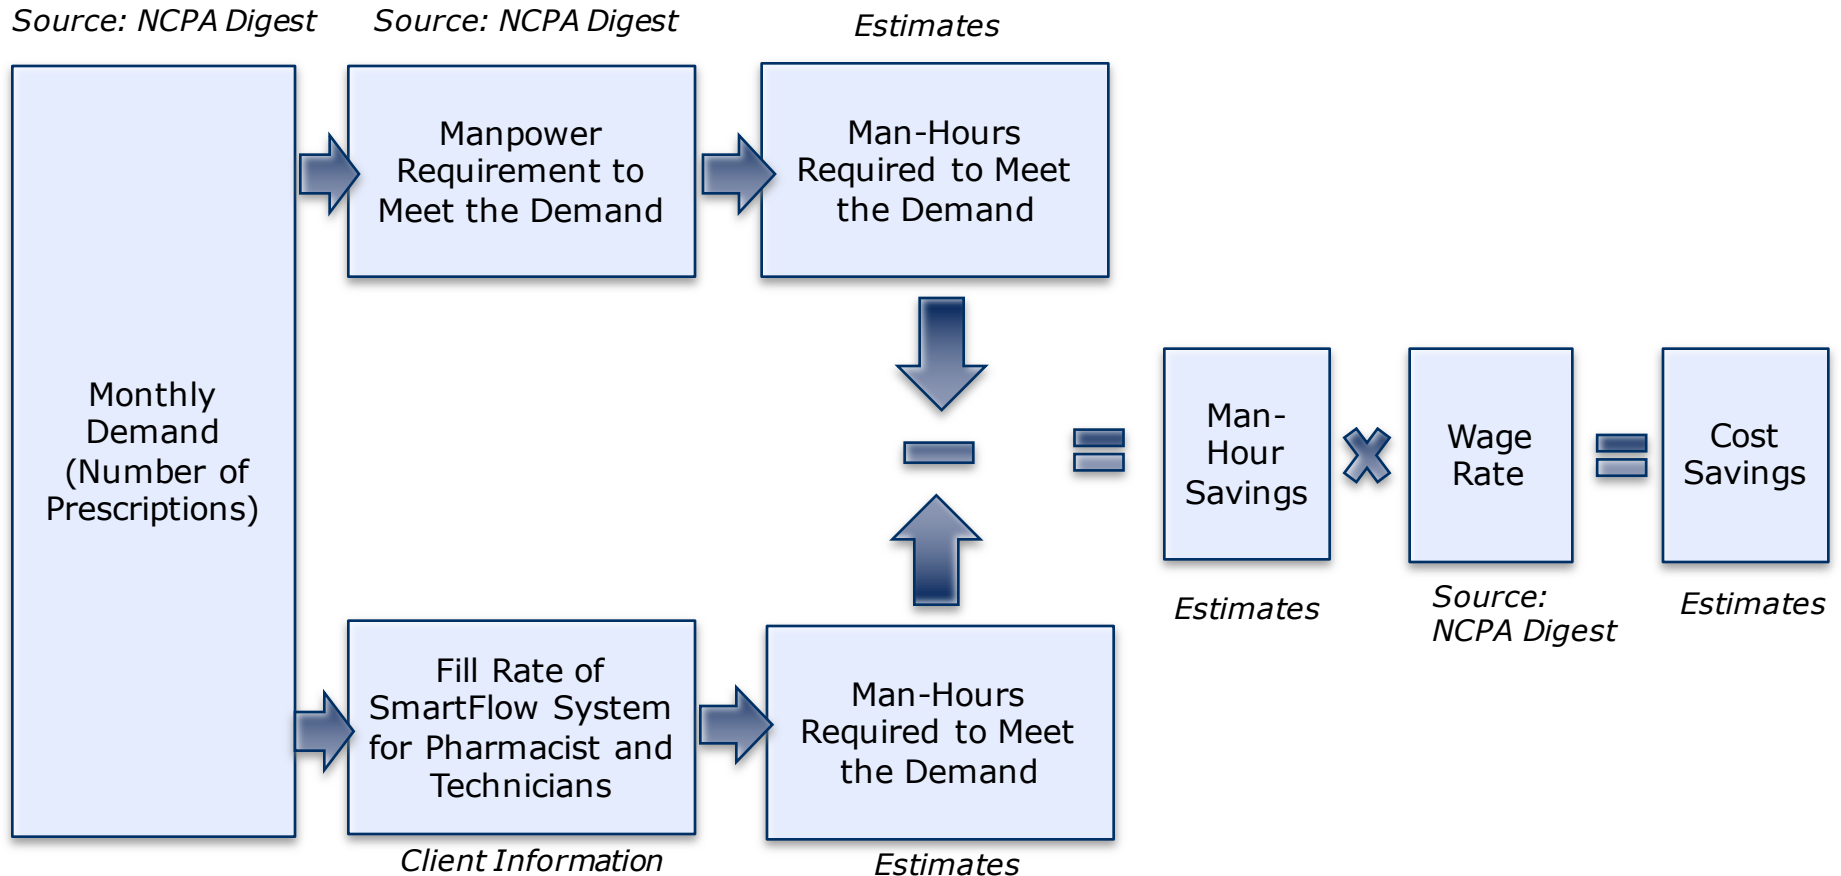 Source: NCPA Digest
Source: NCPA Digest
Estimates
Monthly
Demand
(Number of
Prescriptions)
Manpower
Requirement to
Meet the Demand
Man-Hours
Required to Meet
the Demand
Fill Rate of
SmartFlow System
for Pharmacist and
Technicians
Client Information
Man-Hours
Required to Meet
the Demand
Estimates
Man-
Hour
Savings
Estimates
Wage
Rate
Source:
NCPA Digest
Cost
Savings
Estimates